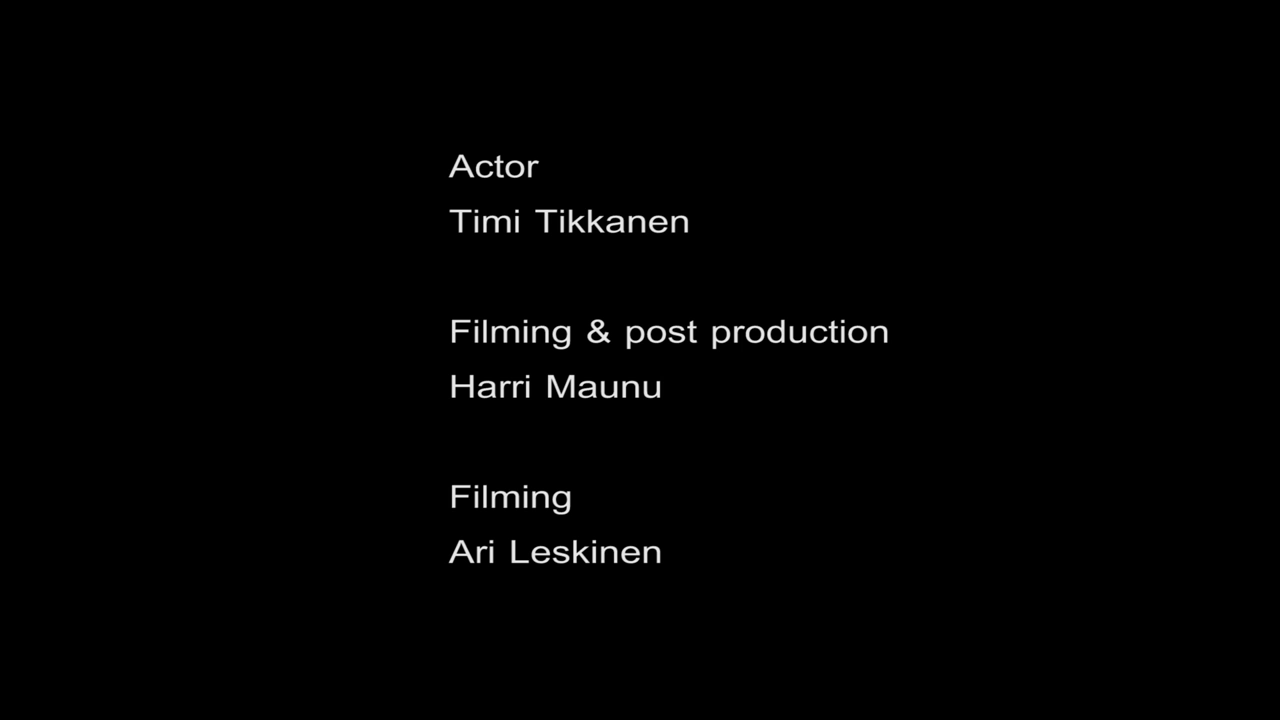 Actor
Timi Tikkanen
Filming & post production
Harri Maunu
Filming
Ari Leskinen